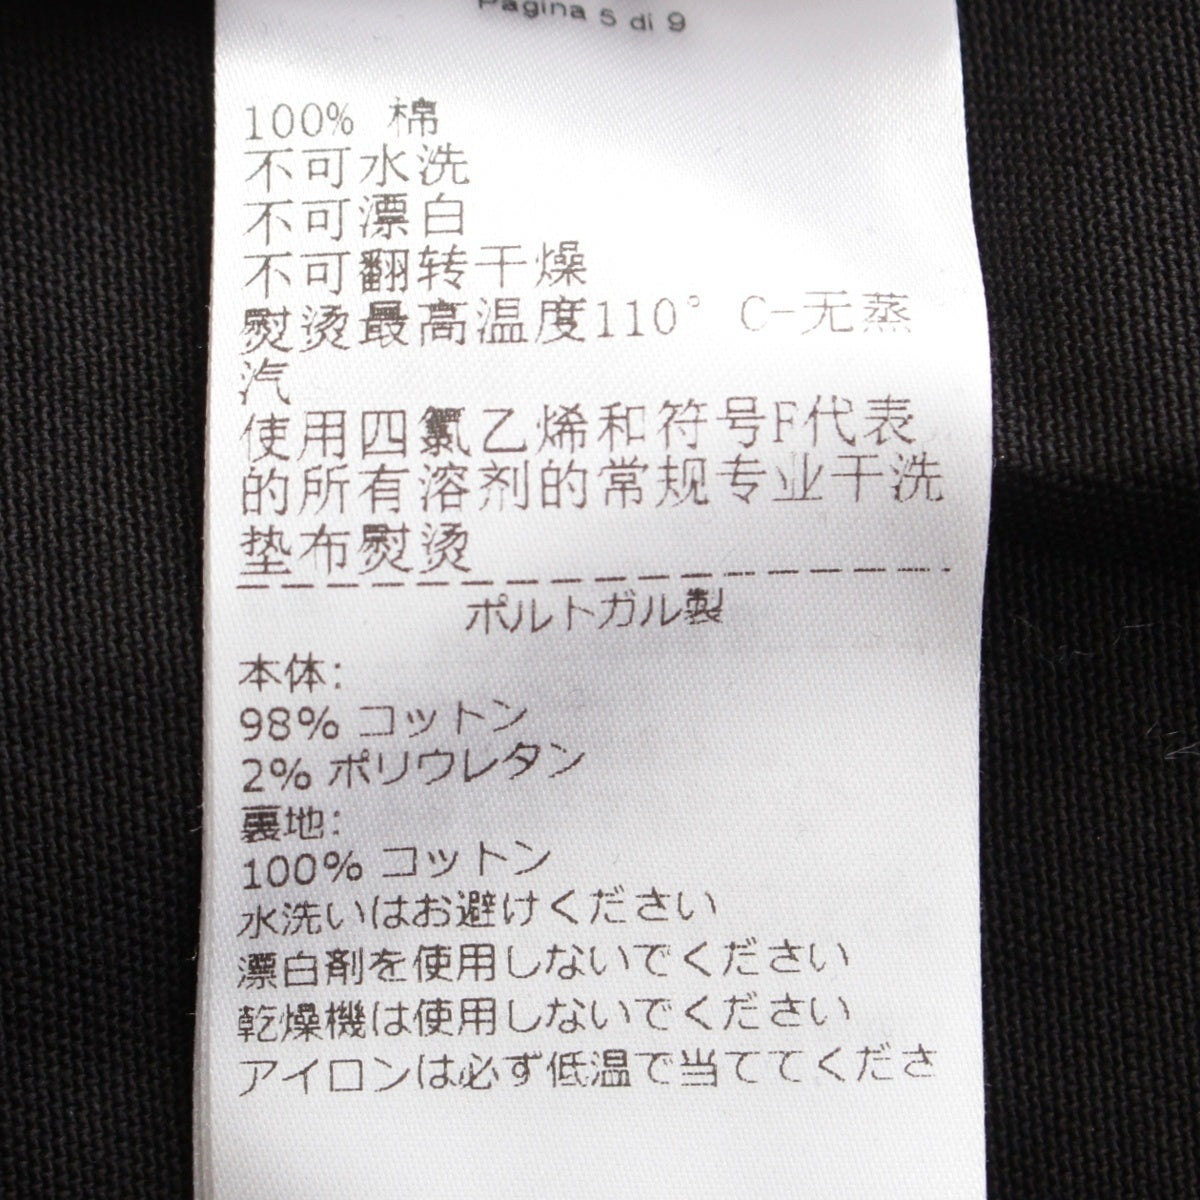 Pagina 5 di 9
100% 棉
不可水洗
不可漂白
不可翻转干燥
熨烫最高温度110° C-无蒸
汽
使用四氯乙烯和符号F代表
的所有溶剂的常规专业干洗
垫布熨烫
ポルトガル製
本体:
98% コットン
2% ポリウレタン
裏地:
100% コットン
水洗いはお避けください
漂白剤を使用しないでください
乾燥機は使用しないでください
アイロンは必ず低温で当ててくださ